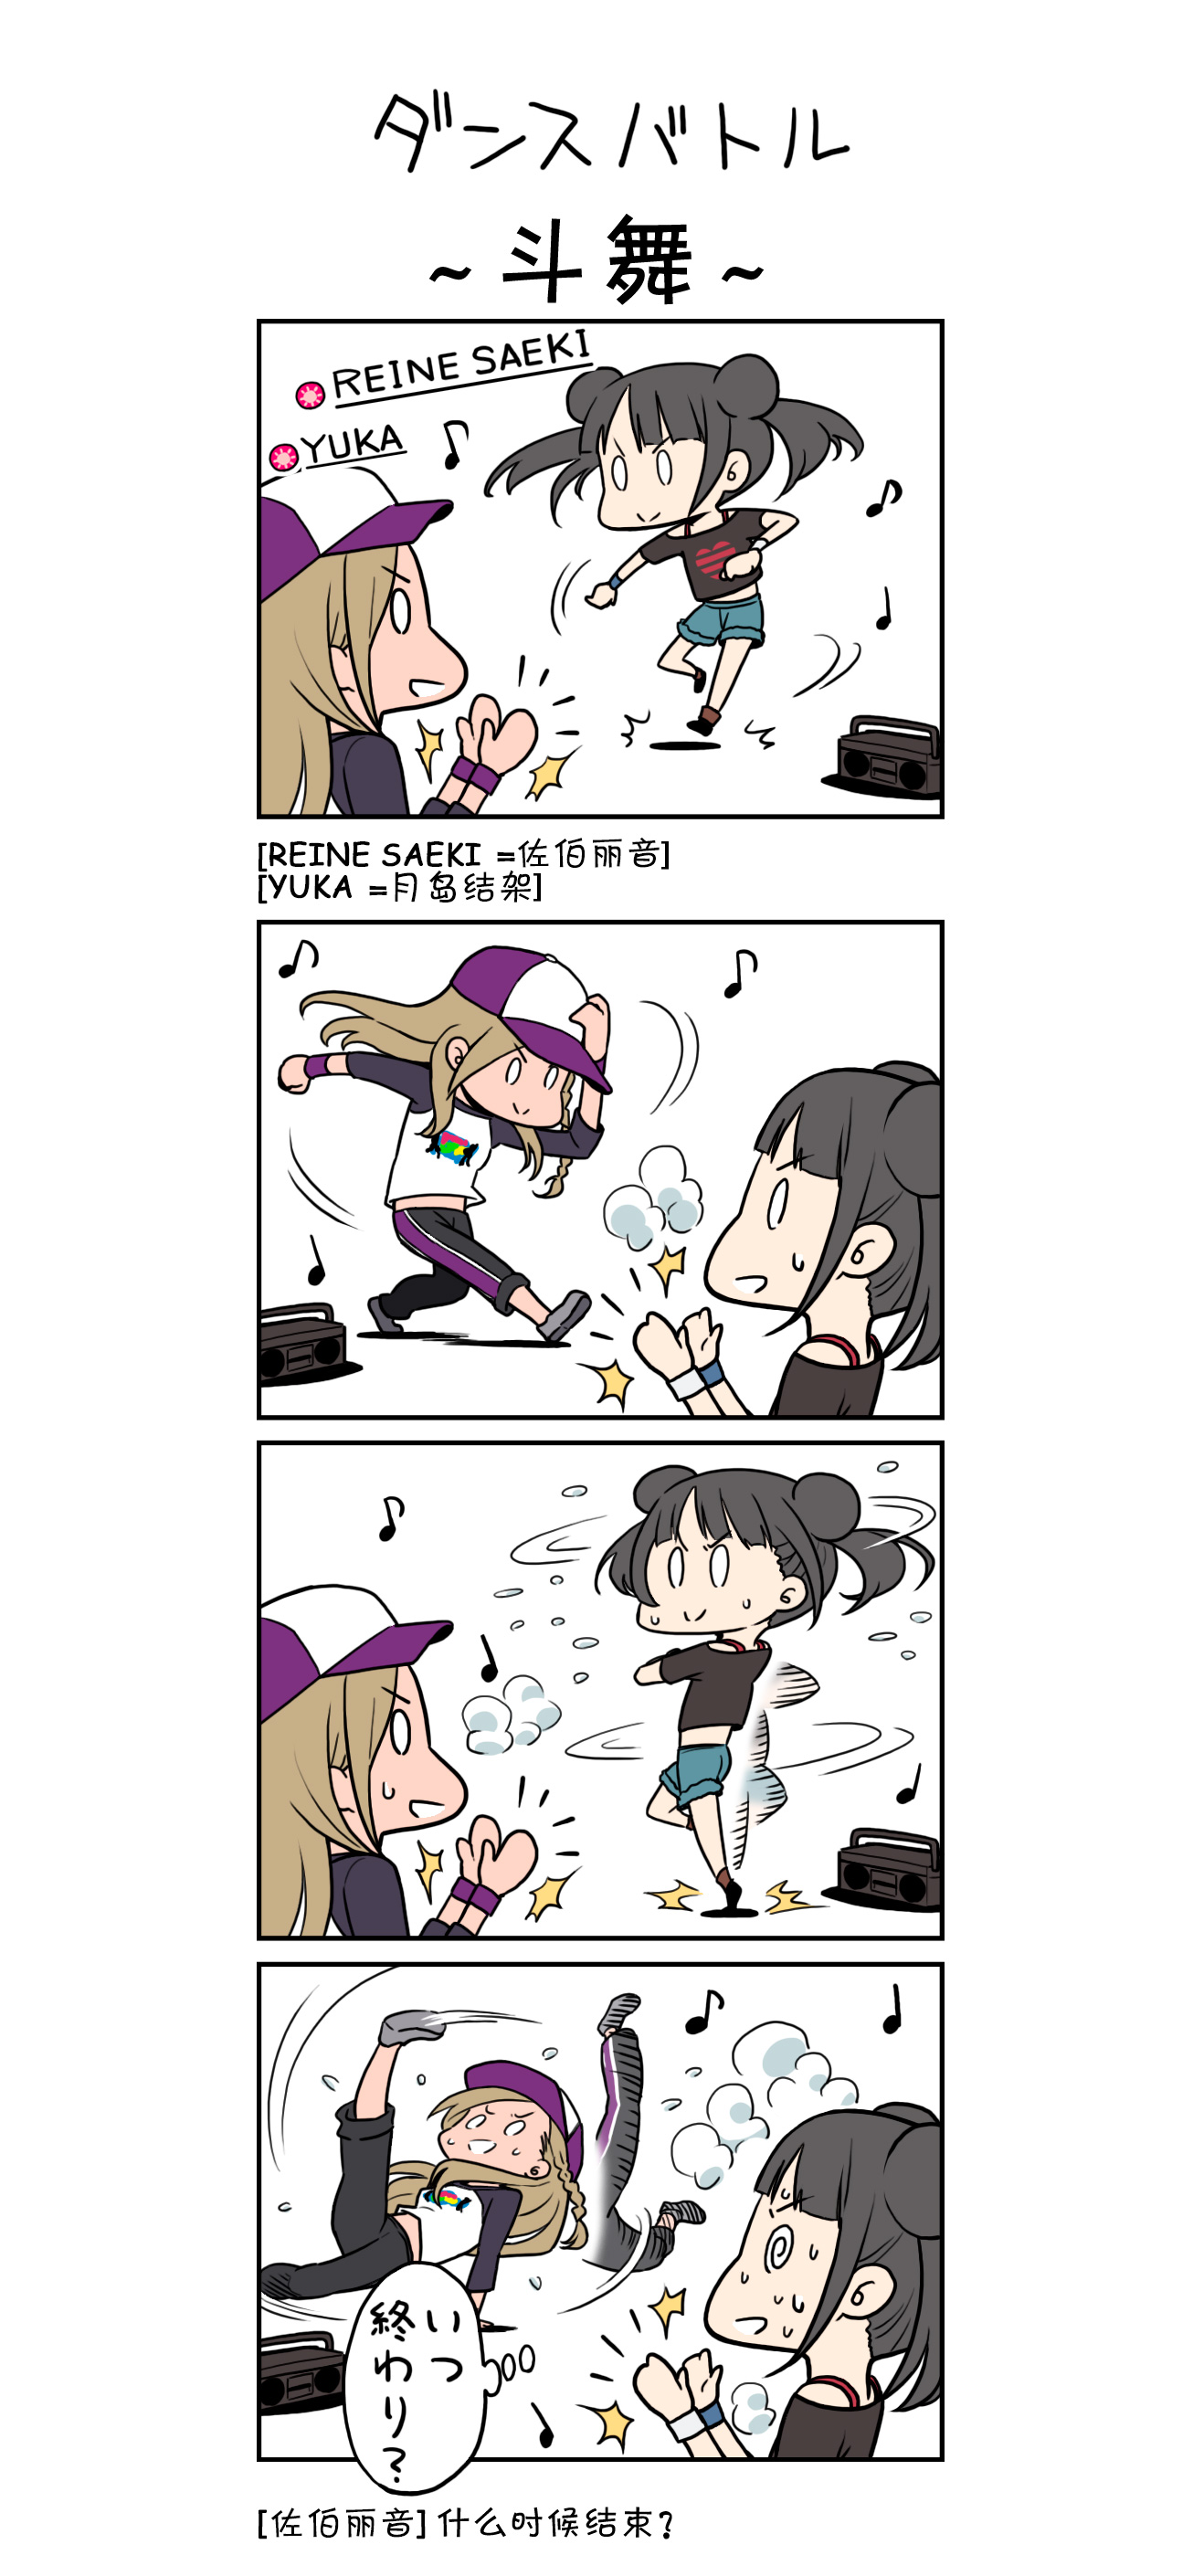 ダンスバトル
~斗舞~
REINE SAEKI
YUKA
[REINE SAEKI =佐伯丽音]
[YUKA =月岛结架]
いつ
終わり?
[佐伯丽音] 什么时候结束?